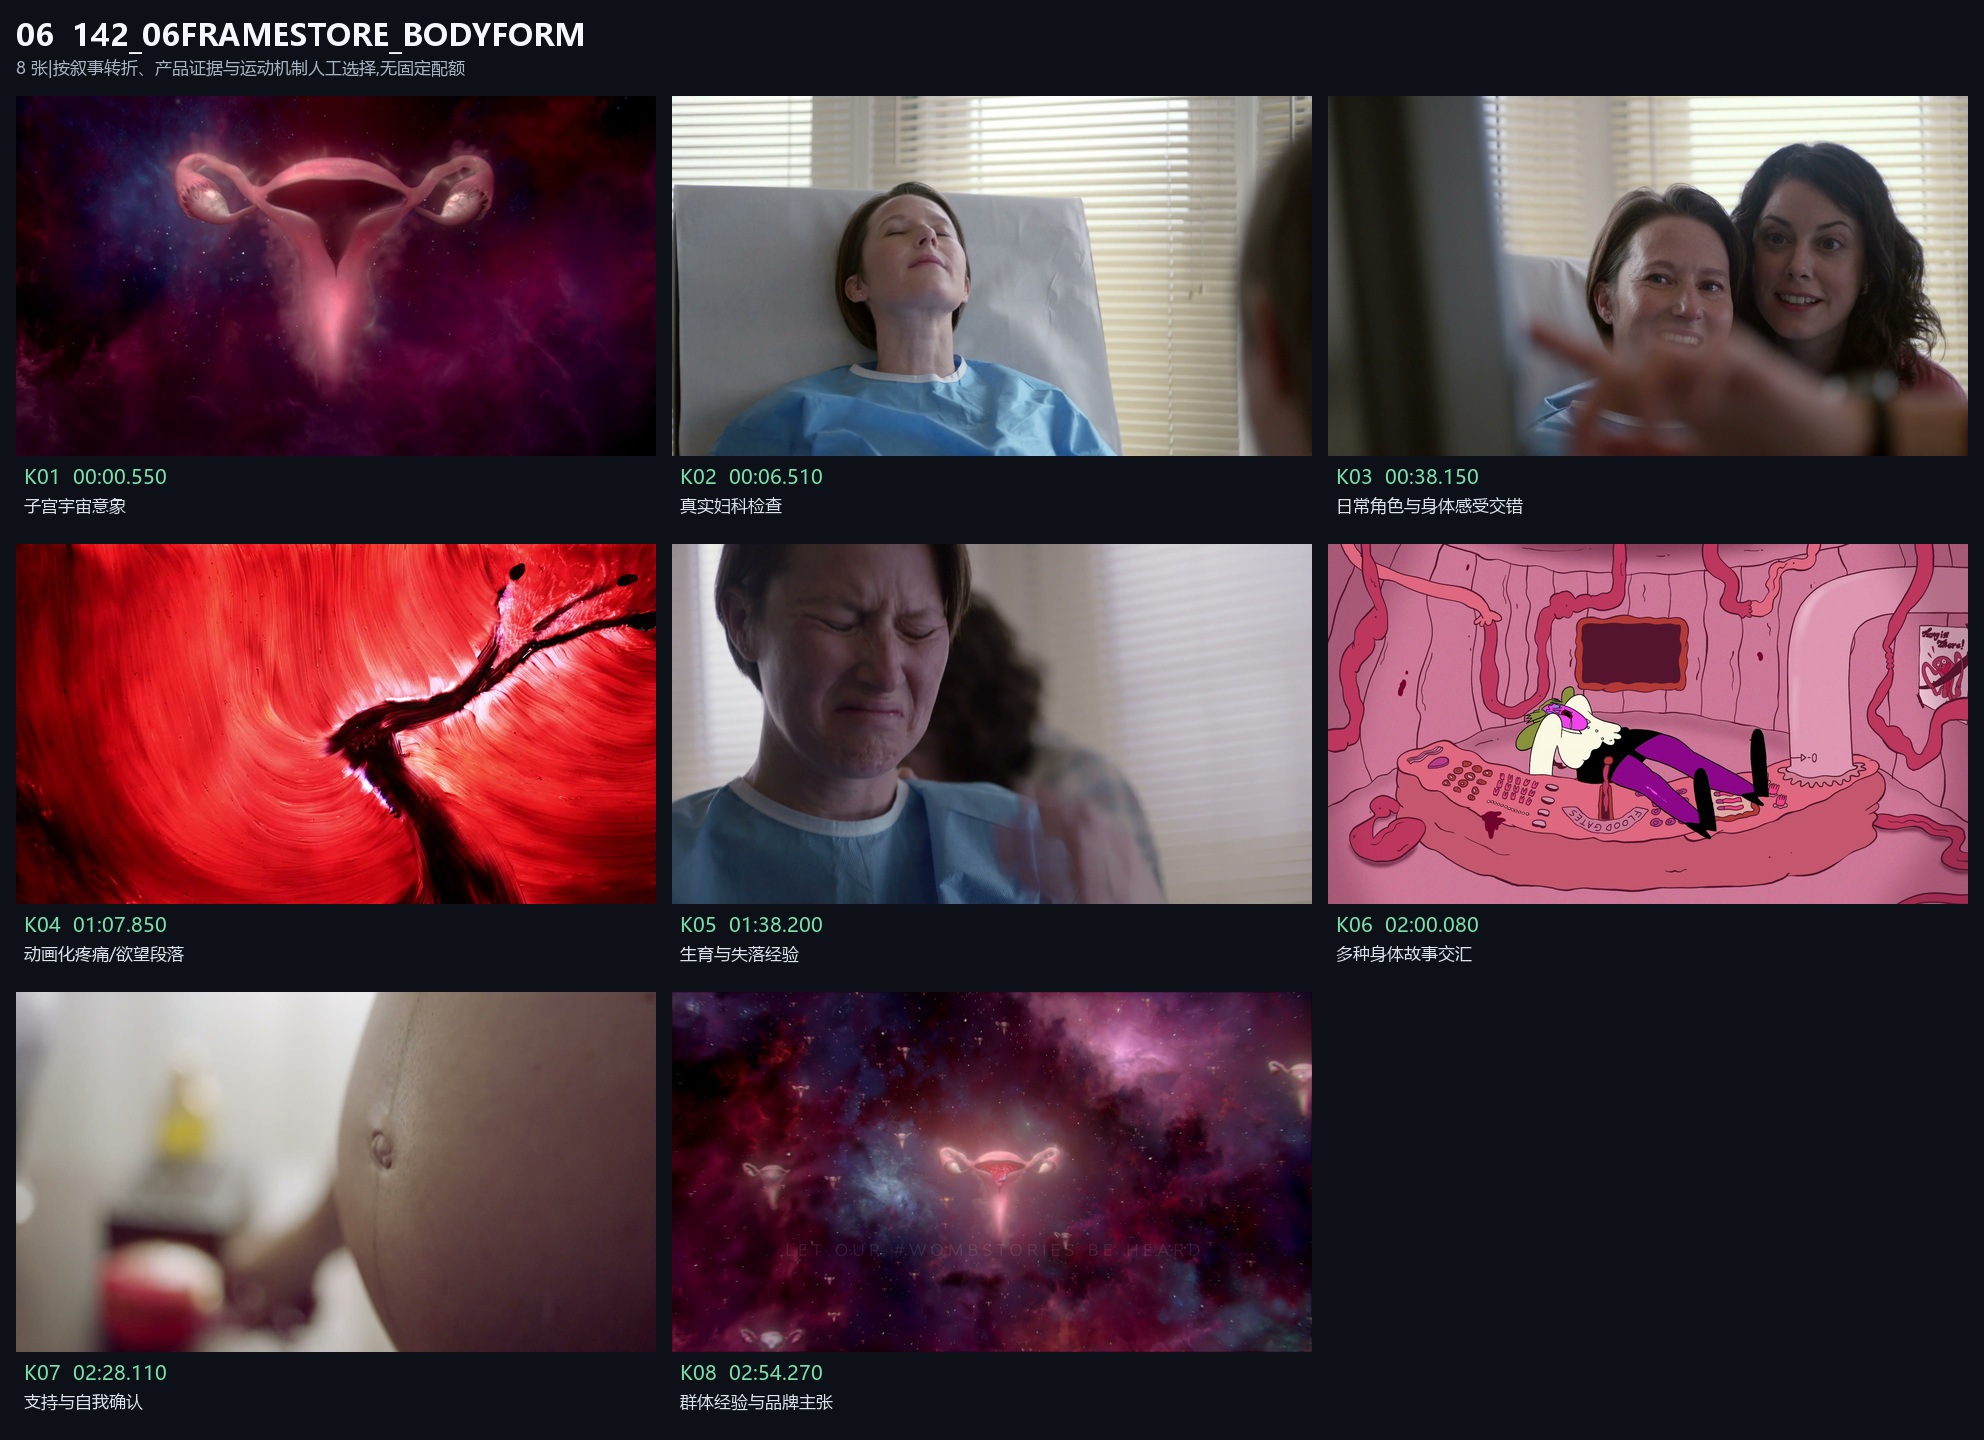 06 142_06FRAMESTORE_BODYFORM
8 张|按叙事转折、产品证据与运动机制人工选择,无固定配额
K01 00:00.550
子宫宇宙意象
K02 00:06.510
真实妇科检查
K03 00:38.150
日常角色与身体感受交错
K04 01:07.850
动画化疼痛/欲望段落
K05 01:38.200
生育与失落经验
FLOOD GATES
K06 02:00.080
多种身体故事交汇
K07 02:28.110
支持与自我确认
LET OUR #WOMBSTORIES BE HEARD
K08 02:54.270
群体经验与品牌主张